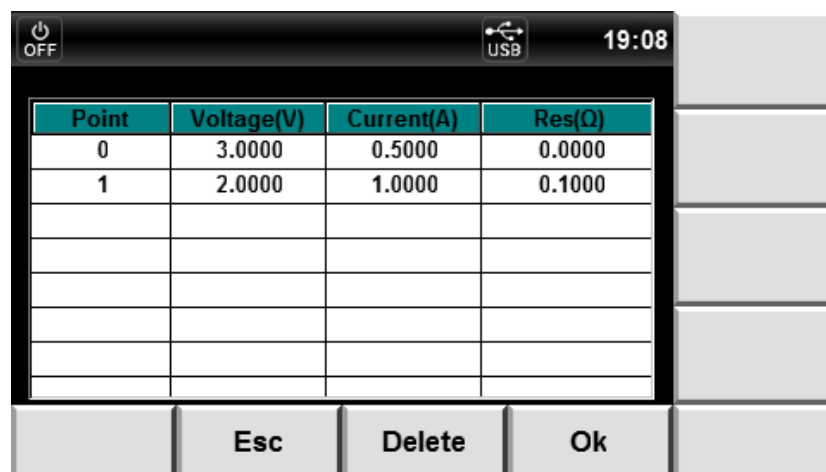 OFF USB 19:08
Point Voltage(V) Current(A) Res(Ω)
0 3.0000 0.5000 0.0000
1 2.0000 1.0000 0.1000
Esc Delete Ok